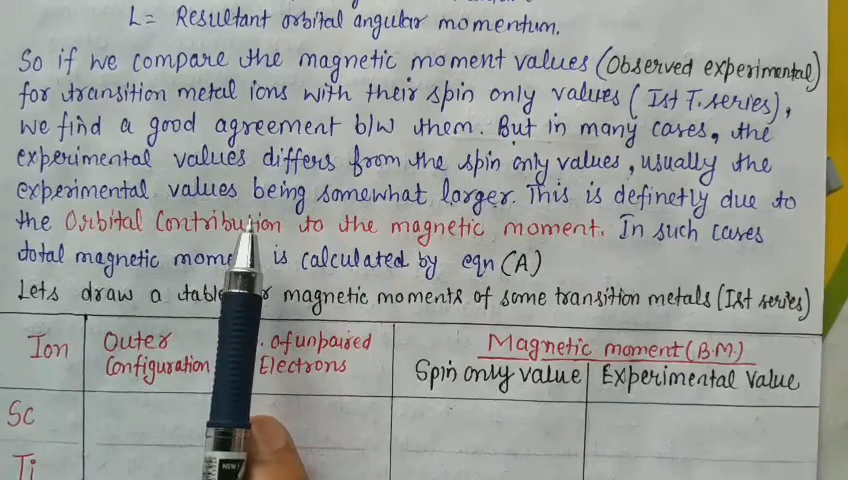 L= Resultant orbital angular momentum.
So if we compare the magnetic moment values (Observed experimental)
for transition metal ions with their spin only values (Ist T. series),
we find a good agreement b/w them. But in many cases, the
experimental values differs from the spin only values, usually the
experimental values being somewhat larger. This is definetly due to
the Orbital Contribution to the magnetic moment. In such cases
total magnetic mome is calculated by eqn (A)
Lets draw a table magnetic moments of some transition metals (Ist series)
Ion Outer . of unpaired Magnetic moment (B.M.)
Configuration Electrons Spin only value Experimental value
Sc
Ti
NEW